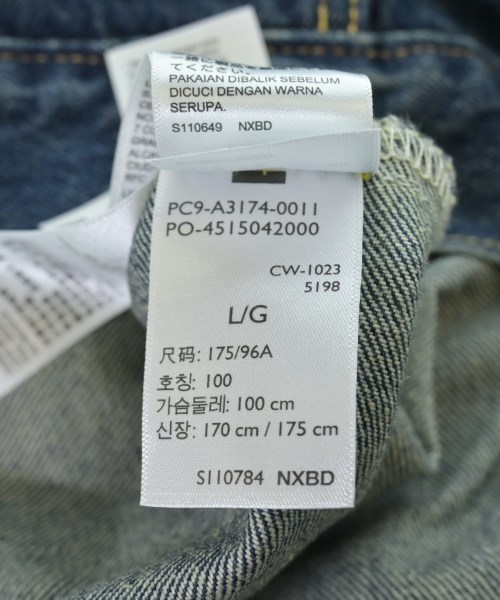 てください。
PAKAIAN DIBALIK SEBELUM
DICUCI DENGAN WARNA
SERUPA.
S110649 NXBD
PC9-A3174-0011
PO-4515042000
CW-1023
5198
L/G
尺码: 175/96A
호칭: 100
가슴둘레: 100 cm
신장: 170 cm / 175 cm
S110784 NXBD